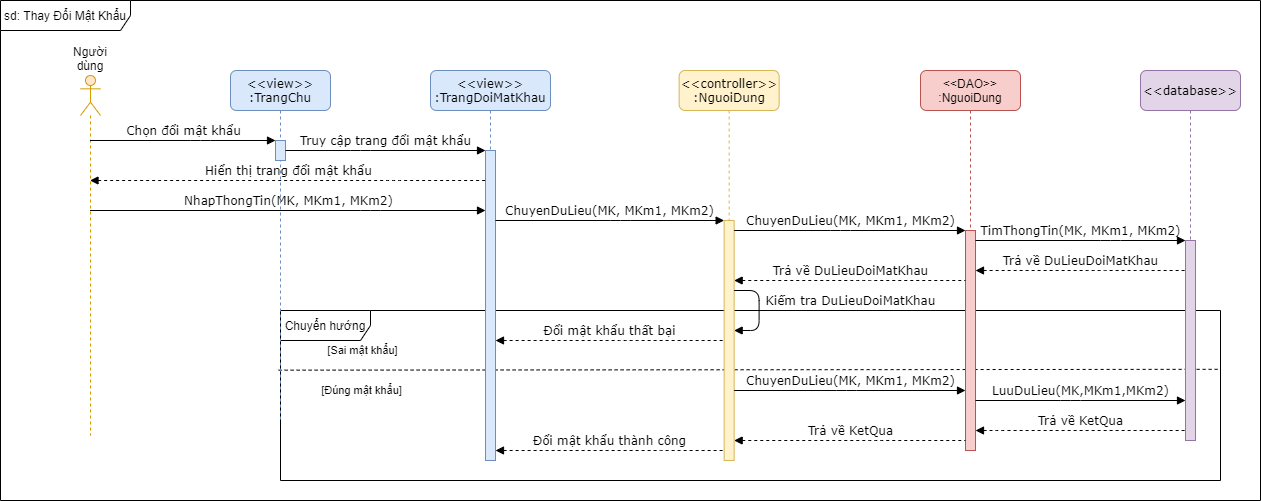 sd: Thay Đổi Mật Khẩu
Người
dùng
<<view>>
:TrangChu
<<view>>
:TrangDoiMatKhau
<<controller>>
:NguoiDung
<<DAO>>
:NguoiDung
<<database>>
Chọn đổi mật khẩu
Truy cập trang đổi mật khẩu
Hiển thị trang đổi mật khẩu
NhapThongTin(MK, MKm1, MKm2)
ChuyenDuLieu(MK, MKm1, MKm2)
ChuyenDuLieu(MK, MKm1, MKm2)
TimThongTin(MK, MKm1, MKm2)
Trả về DuLieuDoiMatKhau
Trả về DuLieuDoiMatKhau
Kiểm tra DuLieuDoiMatKhau
Chuyển hướng
Đổi mật khẩu thất bại
[Sai mật khẩu]
[Đúng mật khẩu]
ChuyenDuLieu(MK, MKm1, MKm2)
LuuDuLieu(MK,MKm1,MKm2)
Trả về KetQua
Trả về KetQua
Đổi mật khẩu thành công